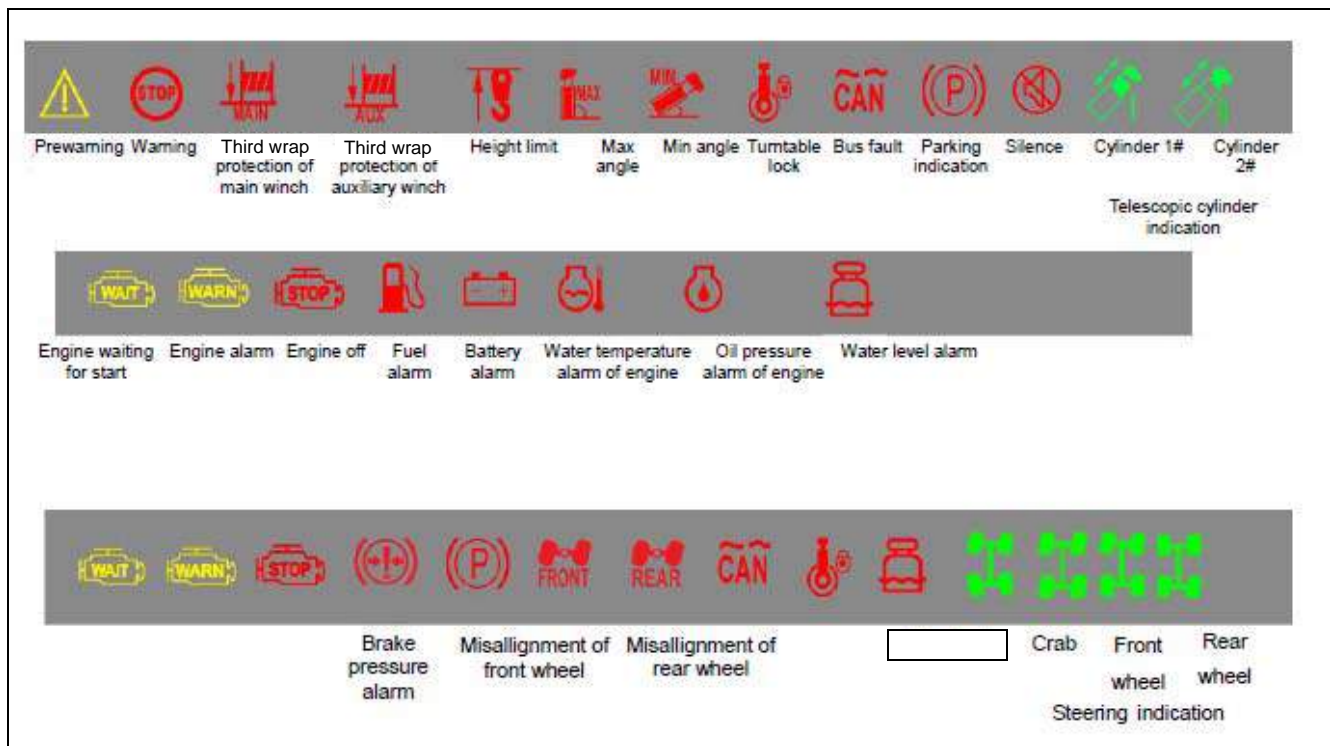 STOP
MAIN
AUX
MAX
MIN
P
CAN
Prewarning Warning Third wrap protection of main winch
Third wrap protection of auxiliary winch
Height limit
Max angle
Min angle
Turntable lock
Bus fault
Parking indication
Silence
Cylinder 1#
Cylinder 2#
Telescopic cylinder indication
WAIT
WARN
STOP
Engine waiting for start
Engine alarm
Engine off
Fuel alarm
Battery alarm
Water temperature alarm of engine
Oil pressure alarm of engine
Water level alarm
WAIT
WARN
STOP
P
FRONT
REAR
CAN
Brake pressure alarm
Misallignment of front wheel
Misallignment of rear wheel
Crab
Front wheel
Rear wheel
Steering indication